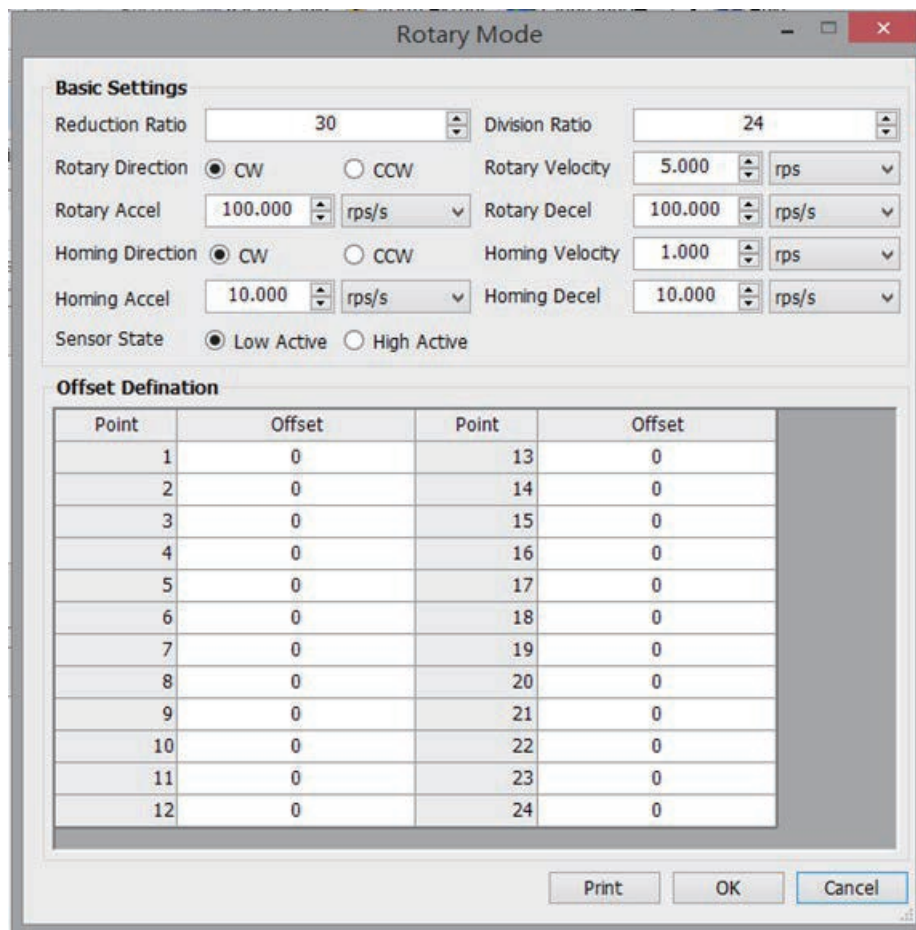 Rotary Mode
Basic Settings
Reduction Ratio 30 Division Ratio 24
Rotary Direction CW CCW Rotary Velocity 5.000 rps
Rotary Accel 100.000 rps/s Rotary Decel 100.000 rps/s
Homing Direction CW CCW Homing Velocity 1.000 rps
Homing Accel 10.000 rps/s Homing Decel 10.000 rps/s
Sensor State Low Active High Active
Offset Defination
Point Offset Point Offset
1 0 13 0
2 0 14 0
3 0 15 0
4 0 16 0
5 0 17 0
6 0 18 0
7 0 19 0
8 0 20 0
9 0 21 0
10 0 22 0
11 0 23 0
12 0 24 0
Print OK Cancel